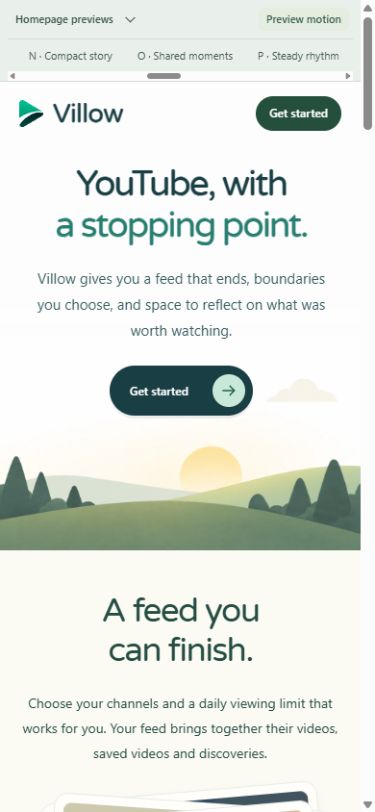 Homepage previews
Preview motion
N · Compact story
O · Shared moments
P · Steady rhythm
Villow
Get started
YouTube, with
a stopping point.
Villow gives you a feed that ends, boundaries
you choose, and space to reflect on what was
worth watching.
Get started
A feed you
can finish.
Choose your channels and a daily viewing limit that
works for you. Your feed brings together their videos,
saved videos and discoveries.